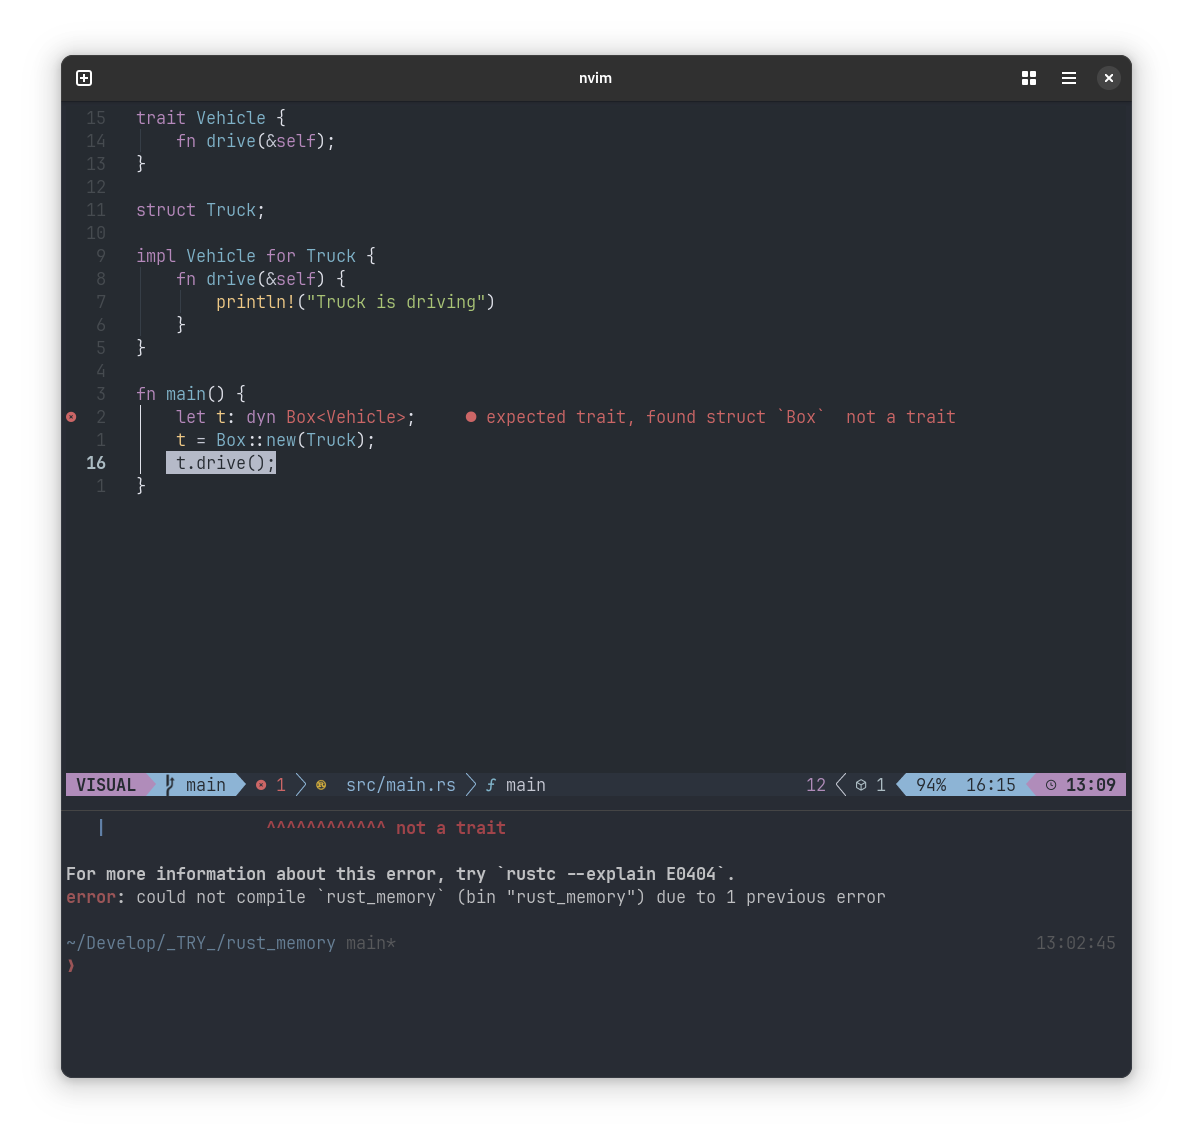 nvim
15 trait Vehicle {
14 fn drive(&self);
13 }
12
11 struct Truck;
10
9 impl Vehicle for Truck {
8 fn drive(&self) {
7 println!("Truck is driving")
6 }
5 }
4
3 fn main() {
2 let t: dyn Box<Vehicle>; expected trait, found struct `Box` not a trait
1 t = Box::new(Truck);
16 t.drive();
1 }
VISUAL main 1 src/main.rs main 12 1 94% 16:15 13:09
| ^^^^^^^^^^^^ not a trait
For more information about this error, try `rustc --explain E0404`.
error: could not compile `rust_memory` (bin "rust_memory") due to 1 previous error
~/Develop/_TRY_/rust_memory main* 13:02:45
❫